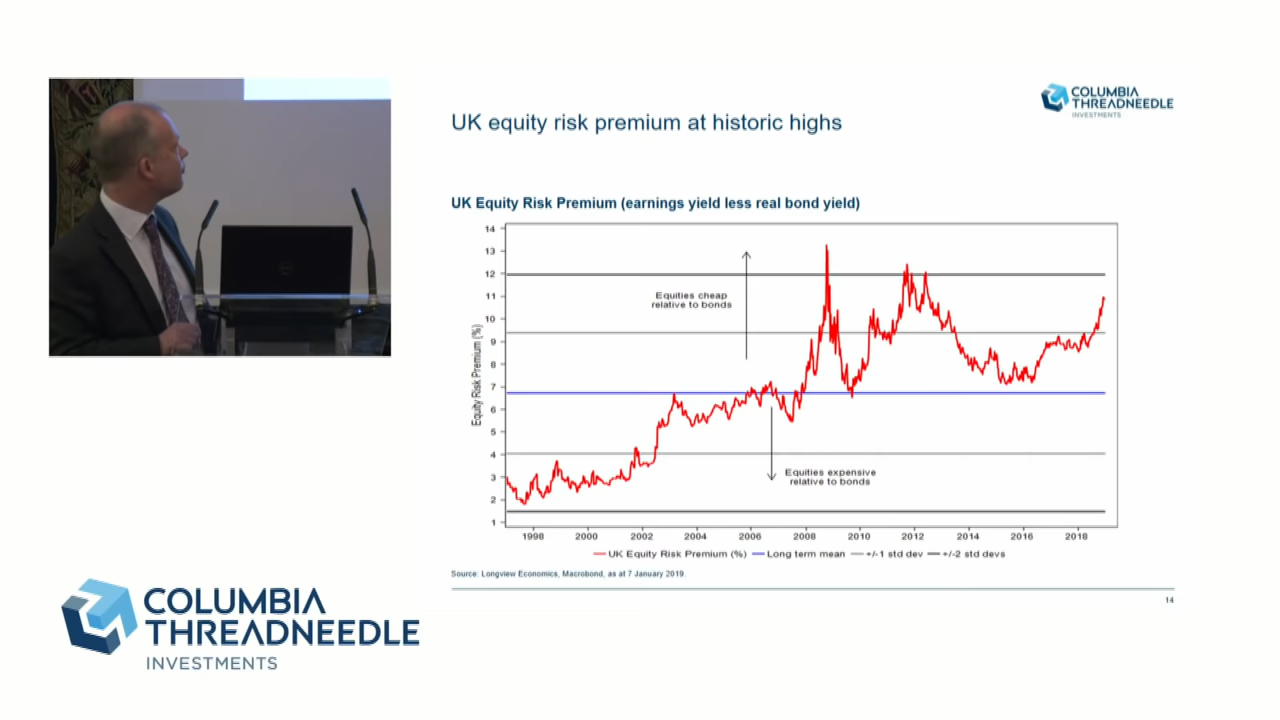 COLUMBIA
THREADNEEDLE
INVESTMENTS
UK equity risk premium at historic highs
UK Equity Risk Premium (earnings yield less real bond yield)
Equity Risk Premium (%)
14
13
12
11
10
9
8
7
6
5
4
3
2
1
Equities cheap
relative to bonds
Equities expensive
relative to bonds
1998 2000 2002 2004 2006 2008 2010 2012 2014 2016 2018
UK Equity Risk Premium (%) Long term mean +/-1 std dev +/-2 std devs
Source: Longview Economics, Macrobond, as at 7 January 2019.
14
COLUMBIA
THREADNEEDLE
INVESTMENTS